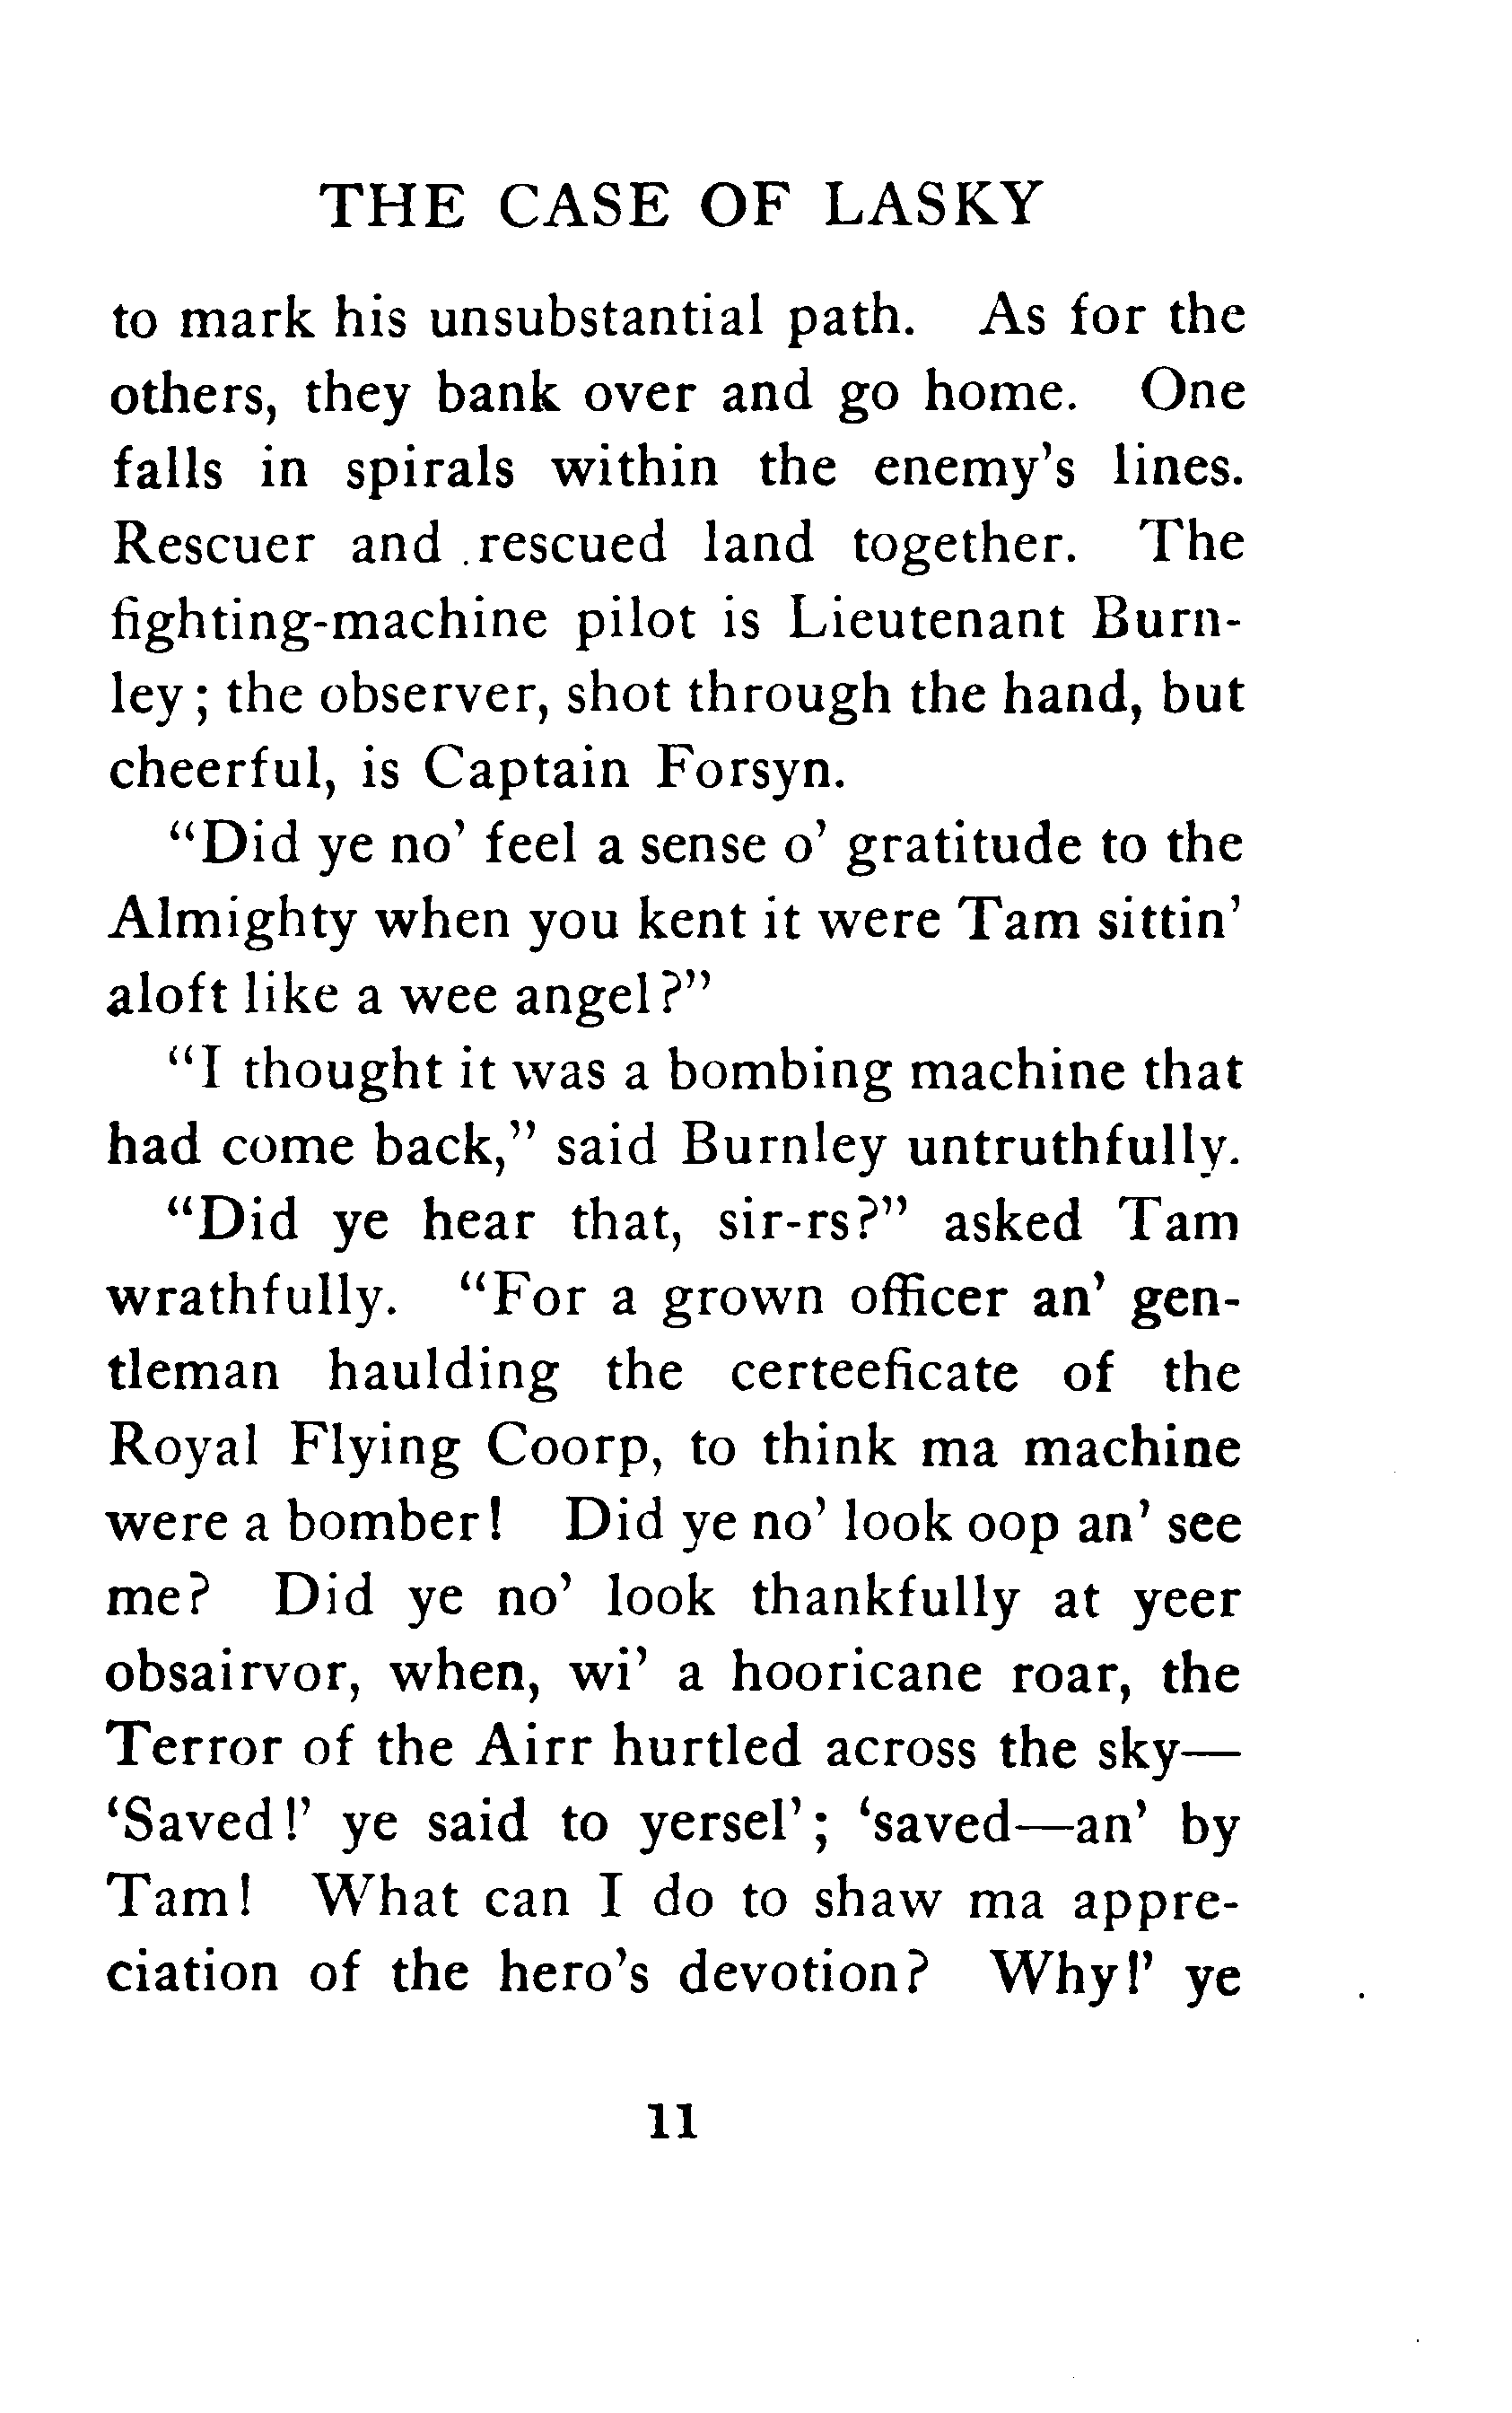 THE CASE OF LASKY
to mark his unsubstantial path. As for the
others, they bank over and go home. One
falls in spirals within the enemy's lines.
Rescuer and rescued land together. The
fighting-machine pilot is Lieutenant Burn-
ley; the observer, shot through the hand, but
cheerful, is Captain Forsyn.
"Did ye no' feel a sense o' gratitude to the
Almighty when you kent it were Tam sittin'
aloft like a wee angel?"
"I thought it was a bombing machine that
had come back," said Burnley untruthfully.
"Did ye hear that, sir-rs?" asked Tam
wrathfully. "For a grown officer an' gen-
tleman haulding the certeeficate of the
Royal Flying Coorp, to think ma machine
were a bomber! Did ye no' look oop an' see
me? Did ye no' look thankfully at yeer
obsairvor, when, wi' a hooricane roar, the
Terror of the Airr hurtled across the sky—
'Saved!' ye said to yersel'; 'saved—an' by
Tam! What can I do to shaw ma appre-
ciation of the hero's devotion? Why!' ye
11